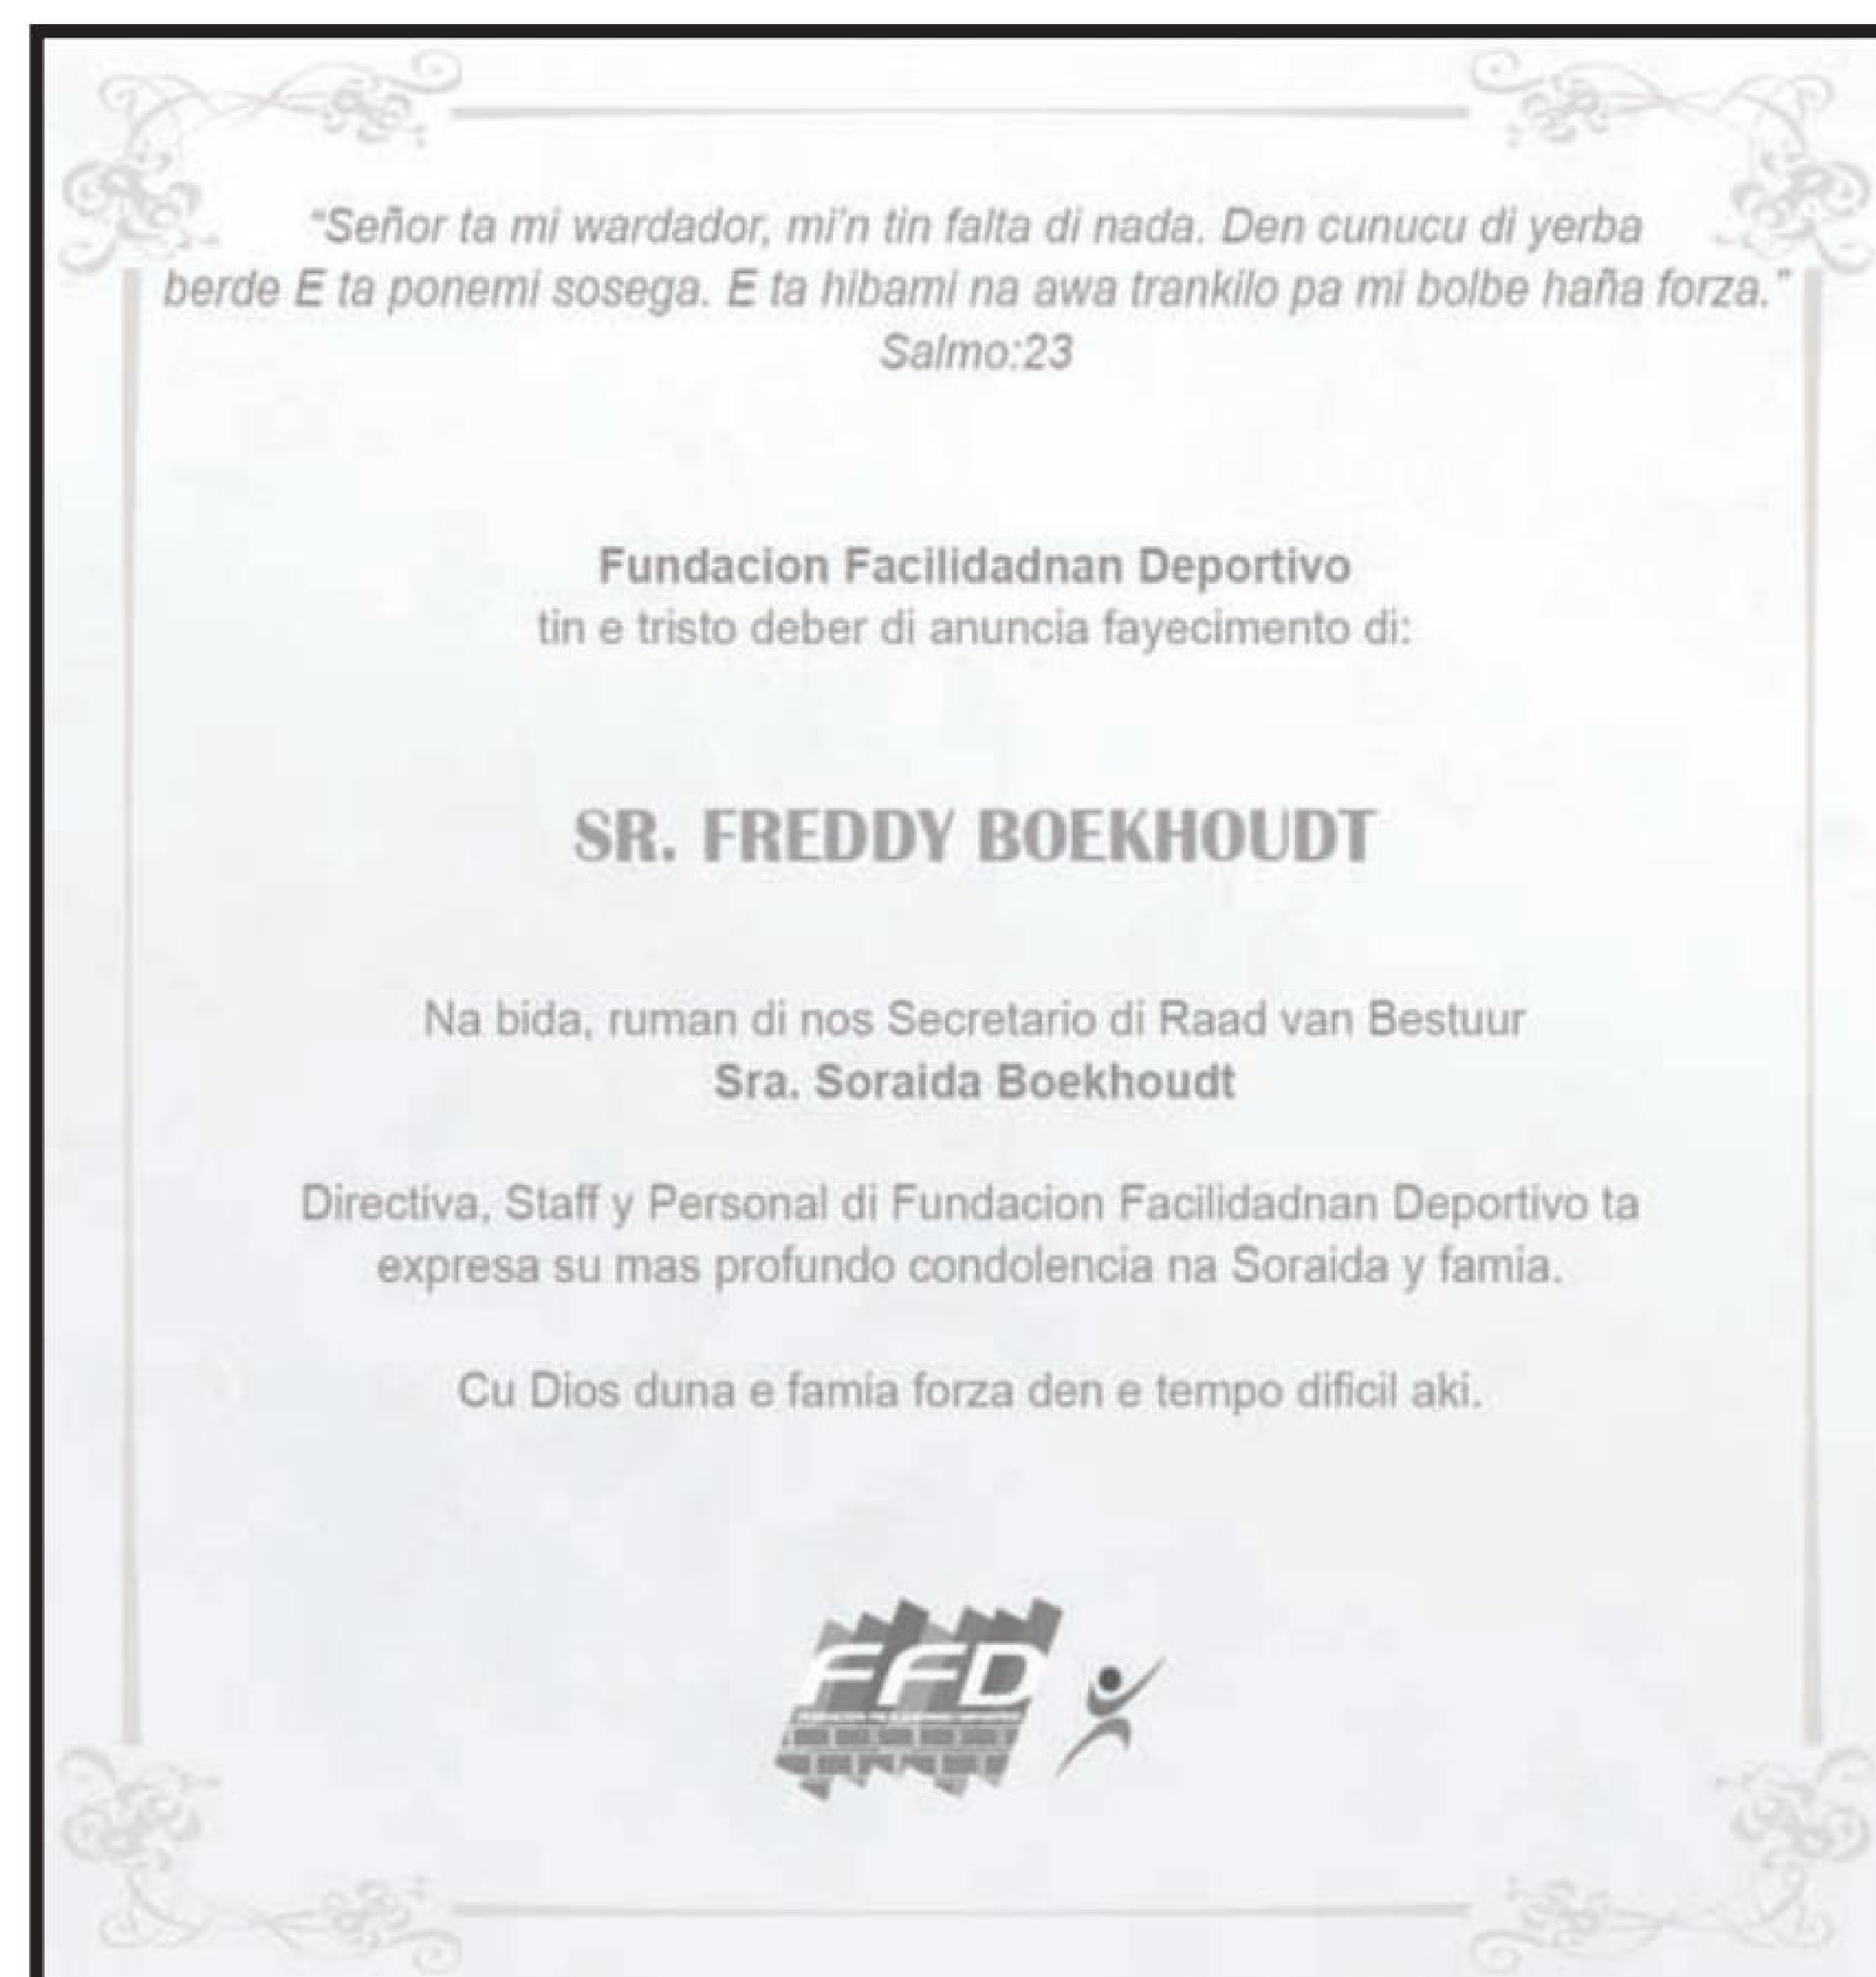 “Señor ta mi wardador, mi’n tin falta di nada. Den cunucu di yerba
berde E ta ponemi sosega. E ta hibami na awa trankilo pa mi bolbe haña forza.”
Salmo:23
Fundacion Facilidadnan Deportivo
tin e tristo deber di anuncia fayecimento di:
SR. FREDDY BOEKHOUDT
Na bida, ruman di nos Secretario di Raad van Bestuur
Sra. Soraida Boekhoudt
Directiva, Staff y Personal di Fundacion Facilidadnan Deportivo ta
expresa su mas profundo condolencia na Soraida y famia.
Cu Dios duna e famia forza den e tempo dificil aki.
FFD